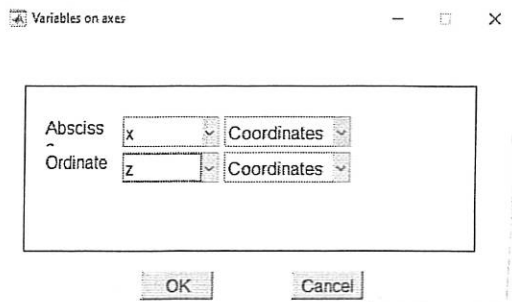 Variables on axes
Absciss x Coordinates
Ordinate z Coordinates
OK Cancel